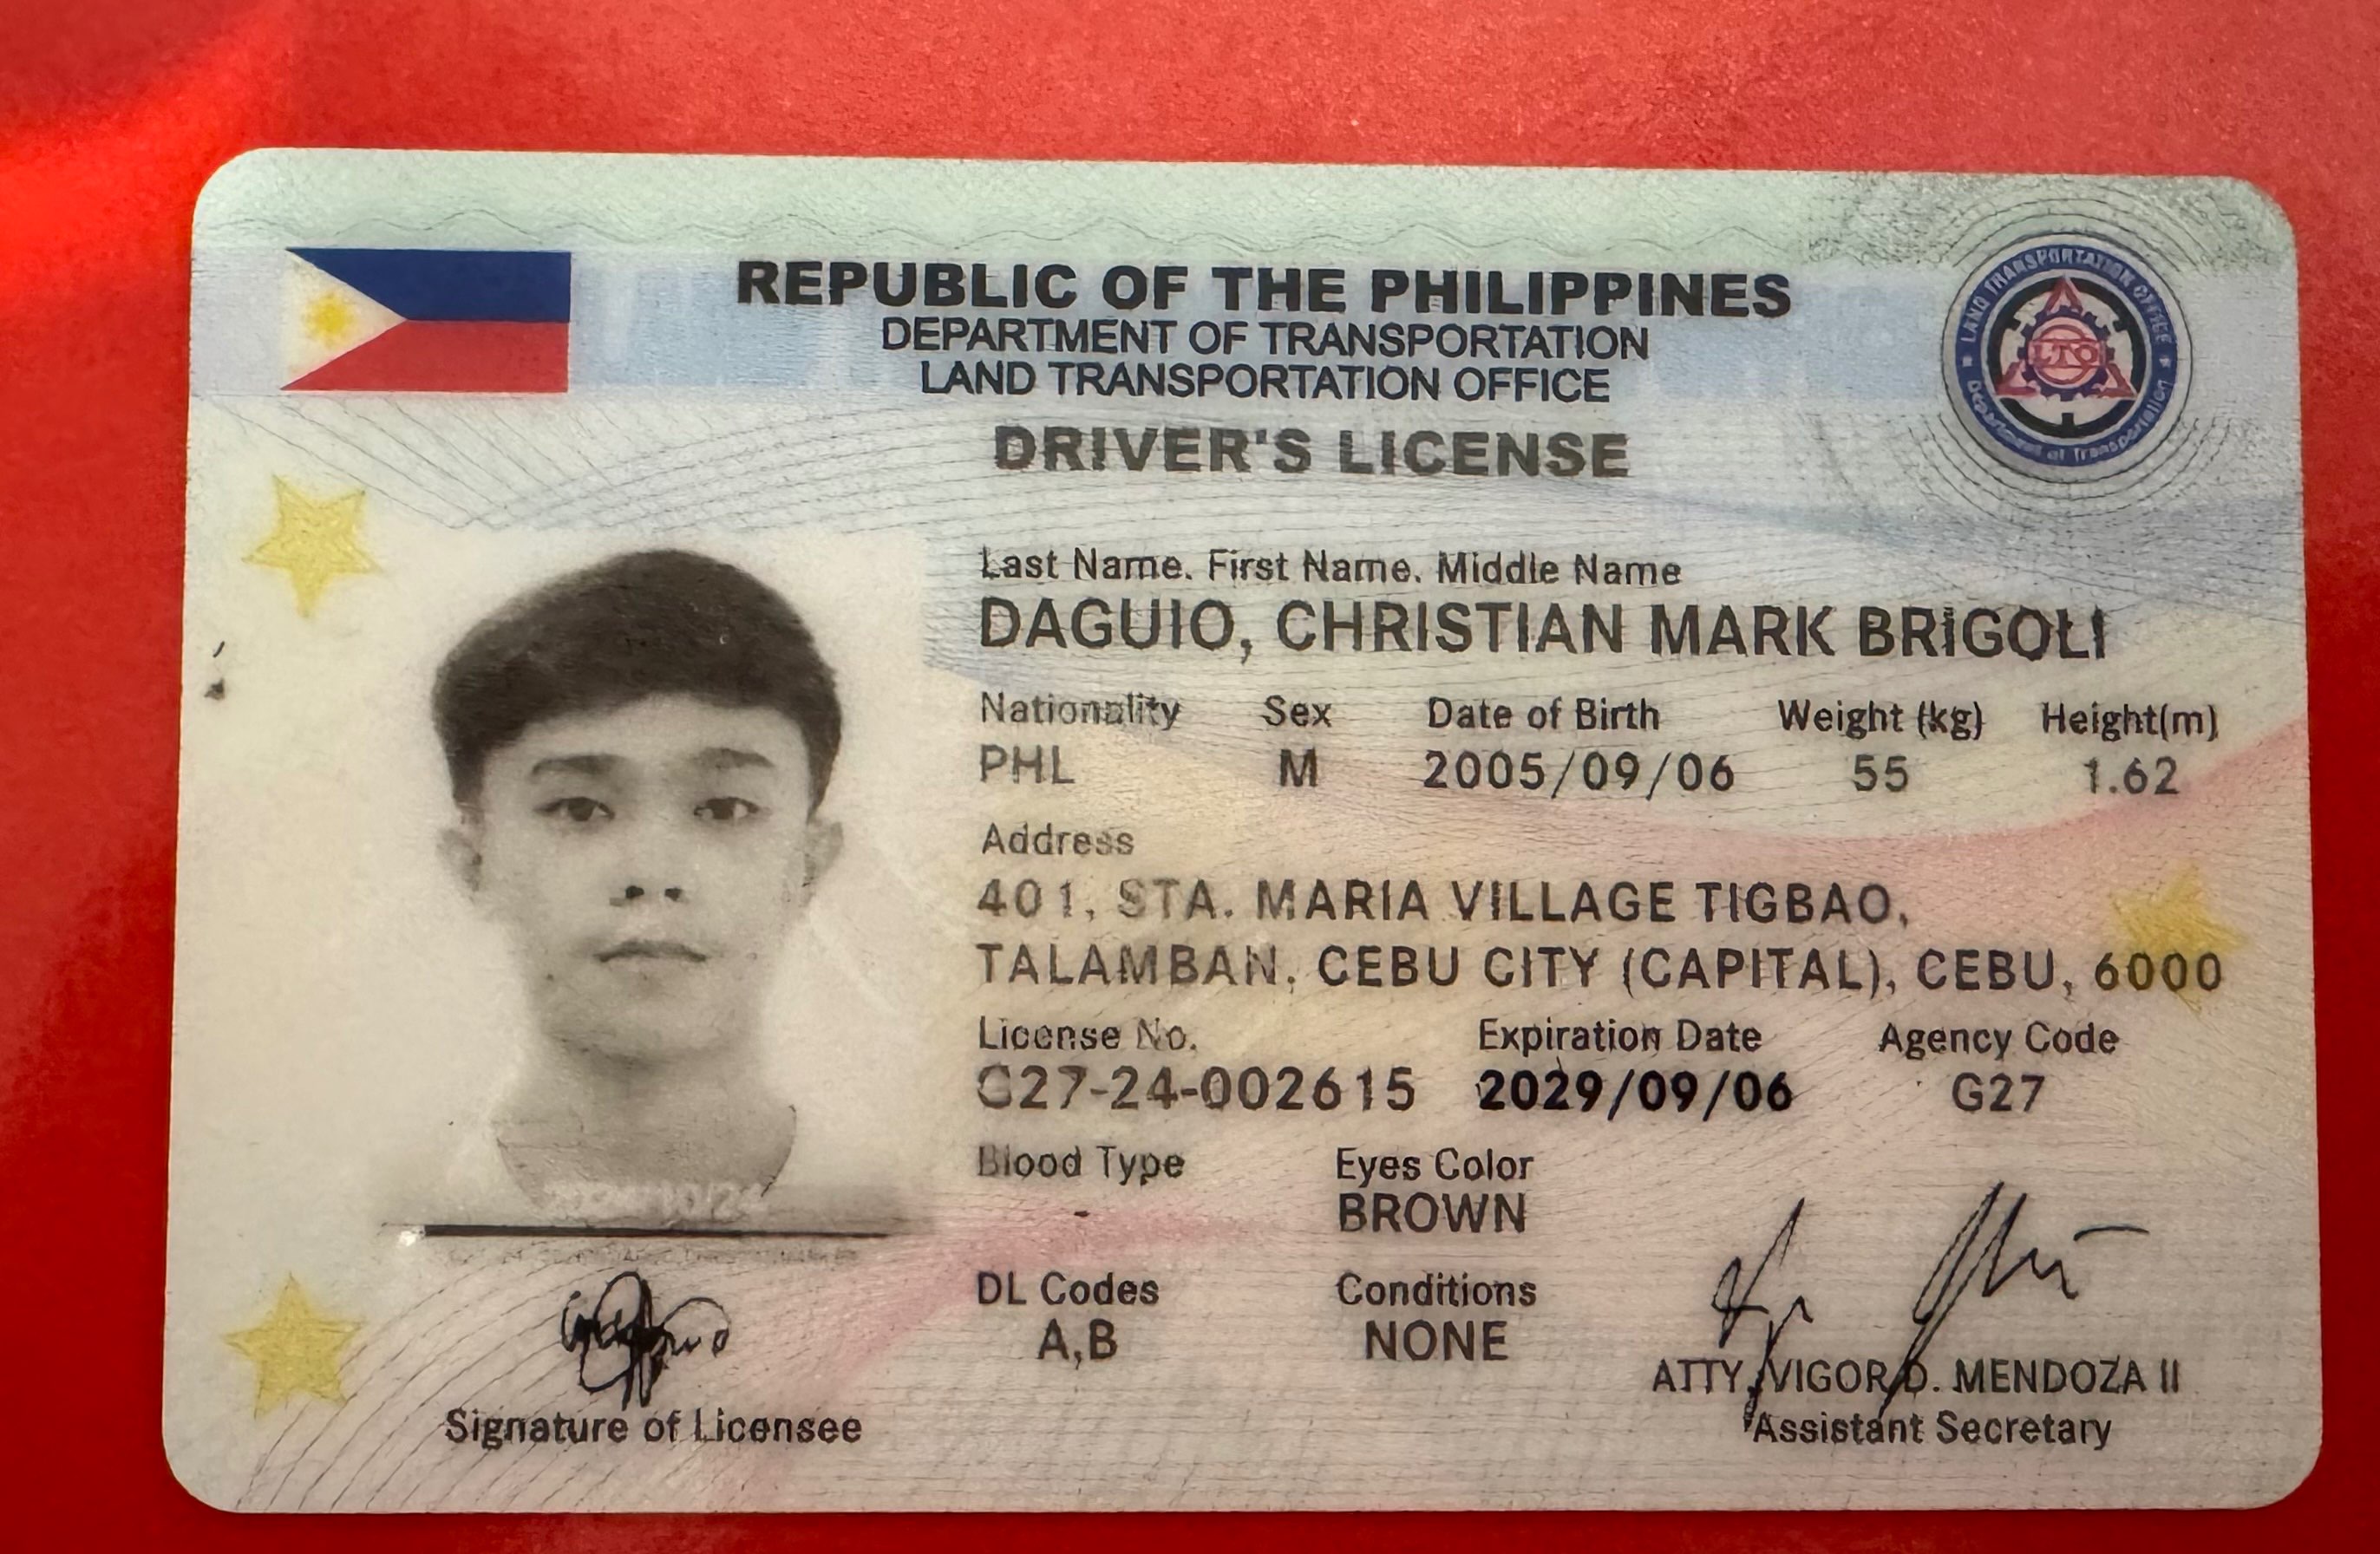 REPUBLIC OF THE PHILIPPINES
DEPARTMENT OF TRANSPORTATION
LAND TRANSPORTATION OFFICE
LAND TRANSPORTATION OFFICE
LTO
Department of Transportation
DRIVER'S LICENSE
Last Name. First Name. Middle Name
DAGUIO, CHRISTIAN MARK BRIGOLI
Nationality Sex Date of Birth Weight (kg) Height(m)
PHL M 2005/09/06 55 1.62
Address
401, STA. MARIA VILLAGE TIGBAO,
TALAMBAN, CEBU CITY (CAPITAL), CEBU, 6000
License No. Expiration Date Agency Code
G27-24-002615 2029/09/06 G27
Blood Type Eyes Color
- BROWN
DL Codes Conditions
A,B NONE
ATTY. VIGOR D. MENDOZA II
Assistant Secretary
Signature of Licensee